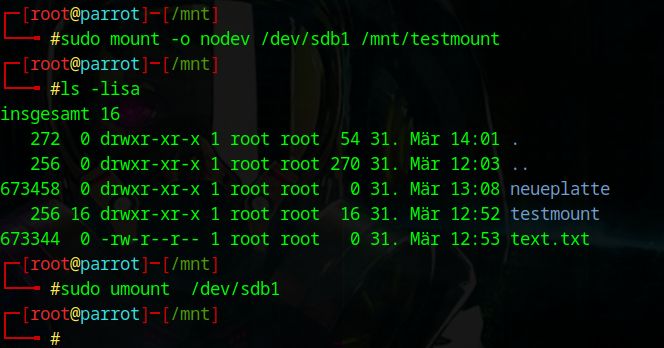 ┌─[root@parrot]─[/mnt]
└──╼ #sudo mount -o nodev /dev/sdb1 /mnt/testmount
┌─[root@parrot]─[/mnt]
└──╼ #ls -lisa
insgesamt 16
   272  0 drwxr-xr-x 1 root root  54 31. Mär 14:01 .
   256  0 drwxr-xr-x 1 root root 270 31. Mär 12:03 ..
673458  0 drwxr-xr-x 1 root root   0 31. Mär 13:08 neueplatte
   256 16 drwxr-xr-x 1 root root  16 31. Mär 12:52 testmount
673344  0 -rw-r--r-- 1 root root   0 31. Mär 12:53 text.txt
┌─[root@parrot]─[/mnt]
└──╼ #sudo umount  /dev/sdb1
┌─[root@parrot]─[/mnt]
└──╼ #